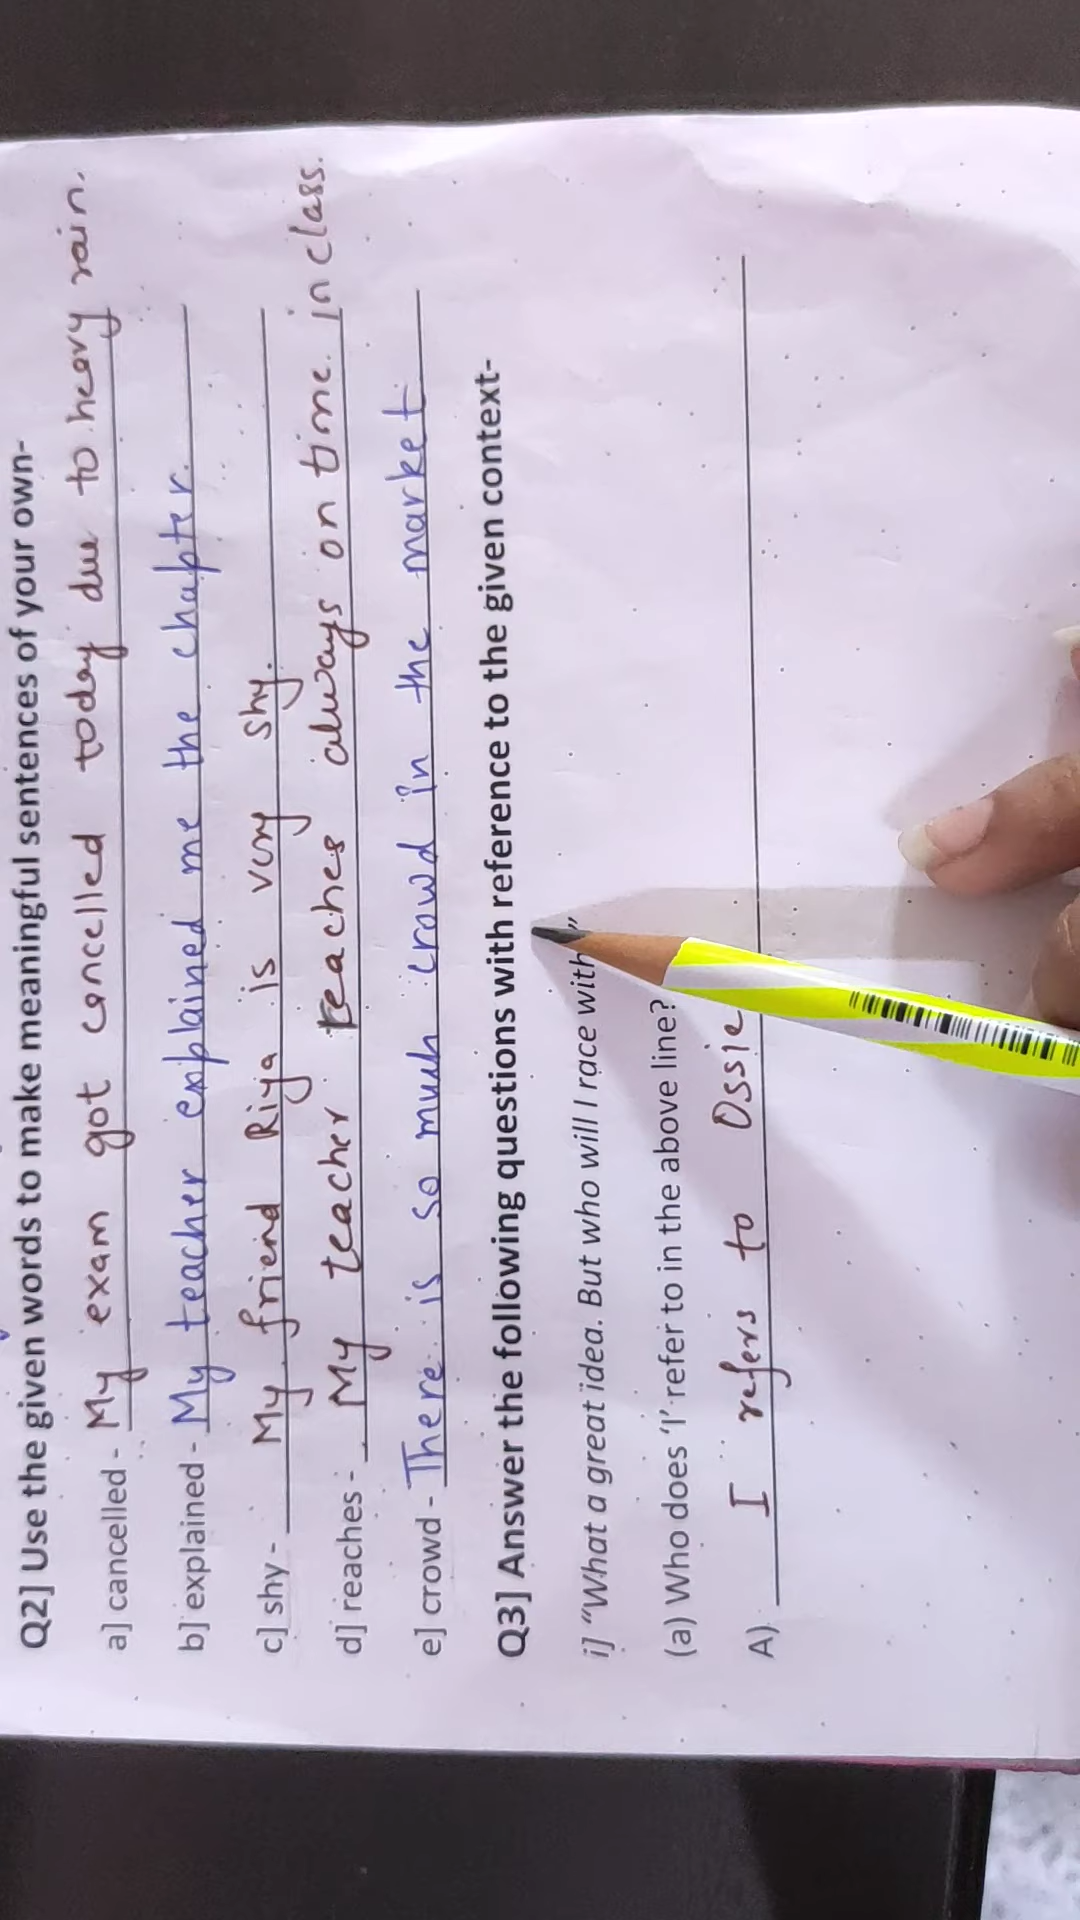 Q2] Use the given words to make meaningful sentences of your own-
a] cancelled - My exam got cancelled today due to heavy rain.
b] explained - My teacher explained me the chapter.
c] shy - My friend Riya is very shy.
d] reaches - My teacher reaches always on time. in class.
e] crowd - There is so much crowd in the market
Q3] Answer the following questions with reference to the given context-
i] “What a great idea. But who will I race with”
(a) Who does 'I' refer to in the above line?
A) I refers to Ossie